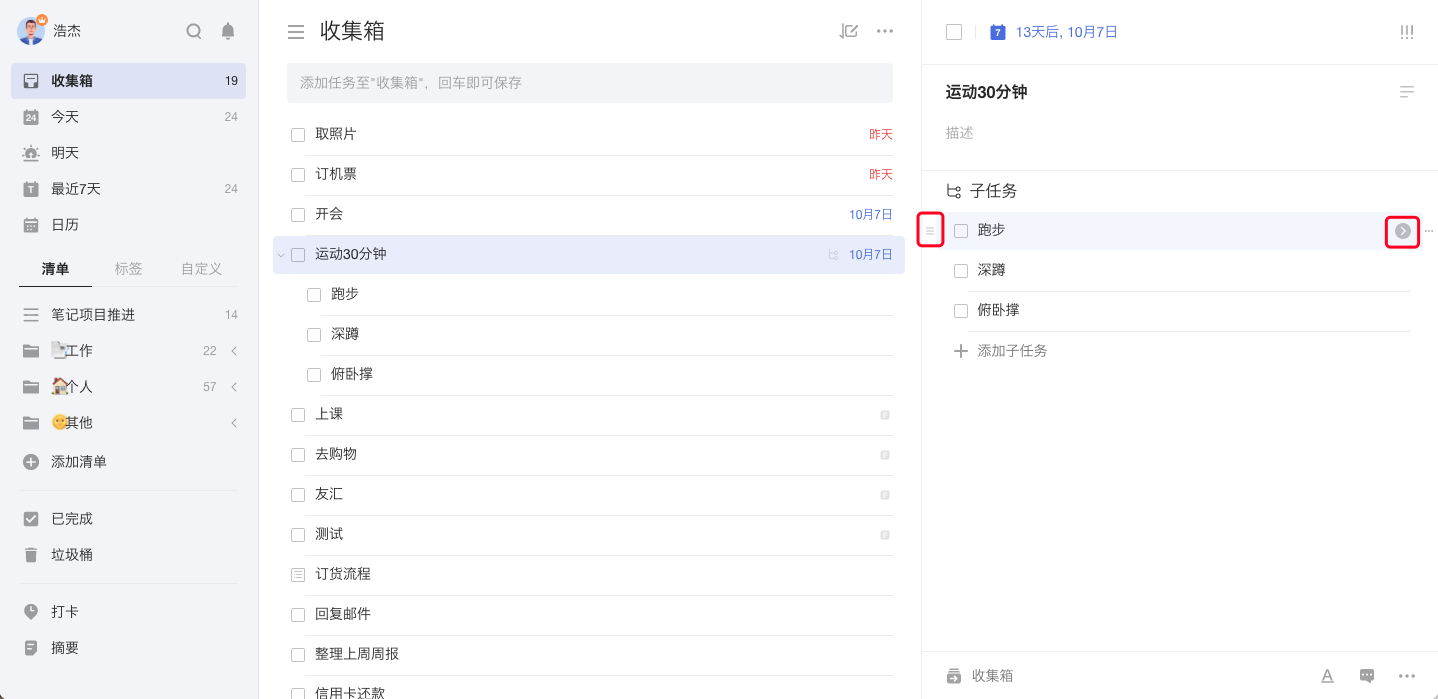 浩杰
收集箱 19
24 今天 24
明天
T 最近7天 24
日历
清单 标签 自定义
笔记项目推进 14
工作 22
个人 57
其他
添加清单
已完成
垃圾桶
打卡
摘要
收集箱
添加任务至"收集箱"，回车即可保存
取照片 昨天
订机票 昨天
开会 10月7日
运动30分钟 10月7日
跑步
深蹲
俯卧撑
上课
去购物
友汇
测试
订货流程
回复邮件
整理上周周报
信用卡还款
7 13天后, 10月7日
运动30分钟
描述
子任务
跑步
深蹲
俯卧撑
添加子任务
收集箱 A